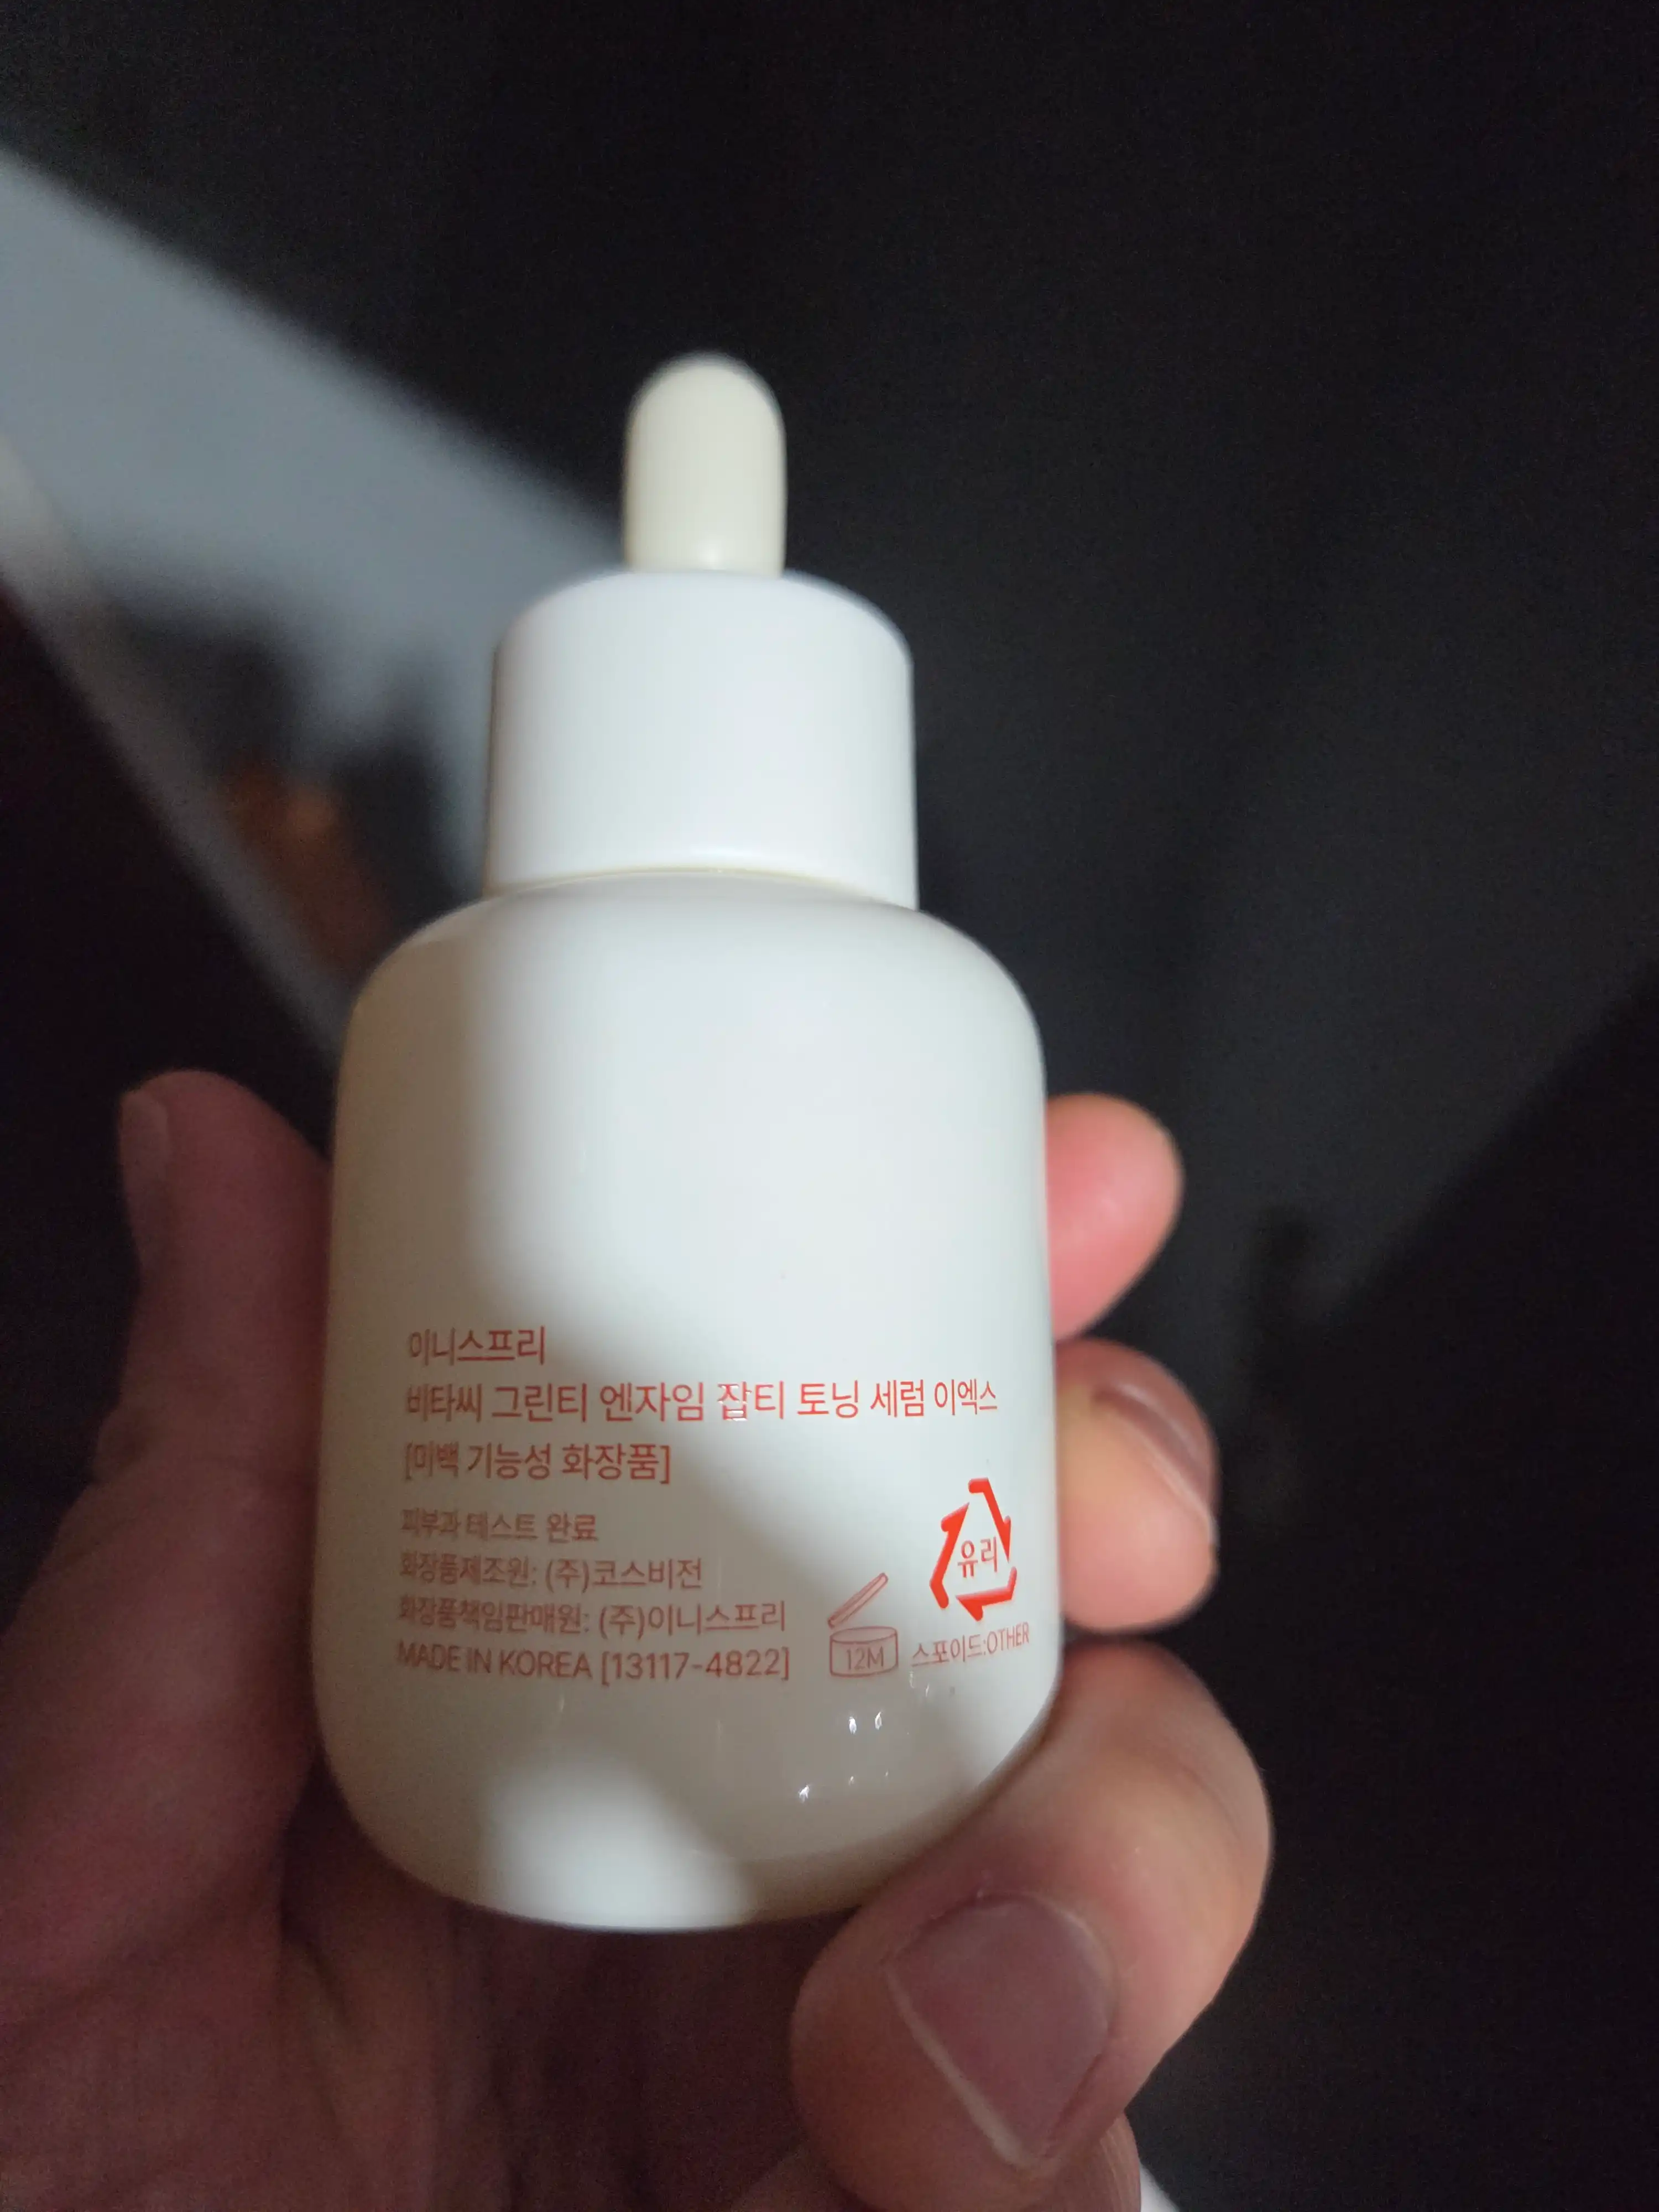 이니스프리
비타씨 그린티 엔자임 잡티 토닝 세럼 이엑스
[미백 기능성 화장품]
피부과 테스트 완료
화장품제조원: (주)코스비전
화장품책임판매원: (주)이니스프리
MADE IN KOREA [13117-4822]
12M
유리
스포이드:OTHER